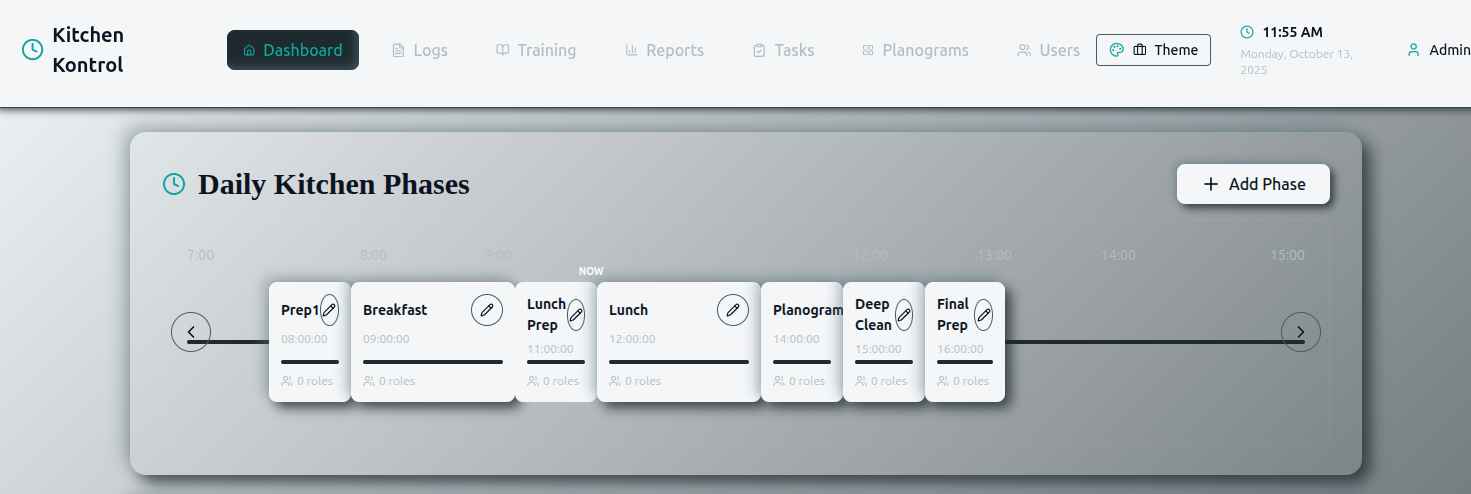 Kitchen
Kontrol
Dashboard
Logs
Training
Reports
Tasks
Planograms
Users
Theme
11:55 AM
Monday, October 13,
2025
Admin
Daily Kitchen Phases
Add Phase
7:00 8:00 9:00 12:00 13:00 14:00 15:00
NOW
Prep1
08:00:00
0 roles
Breakfast
09:00:00
0 roles
Lunch
Prep
11:00:00
0 roles
Lunch
12:00:00
0 roles
Planogram
14:00:00
0 roles
Deep
Clean
15:00:00
0 roles
Final
Prep
16:00:00
0 roles